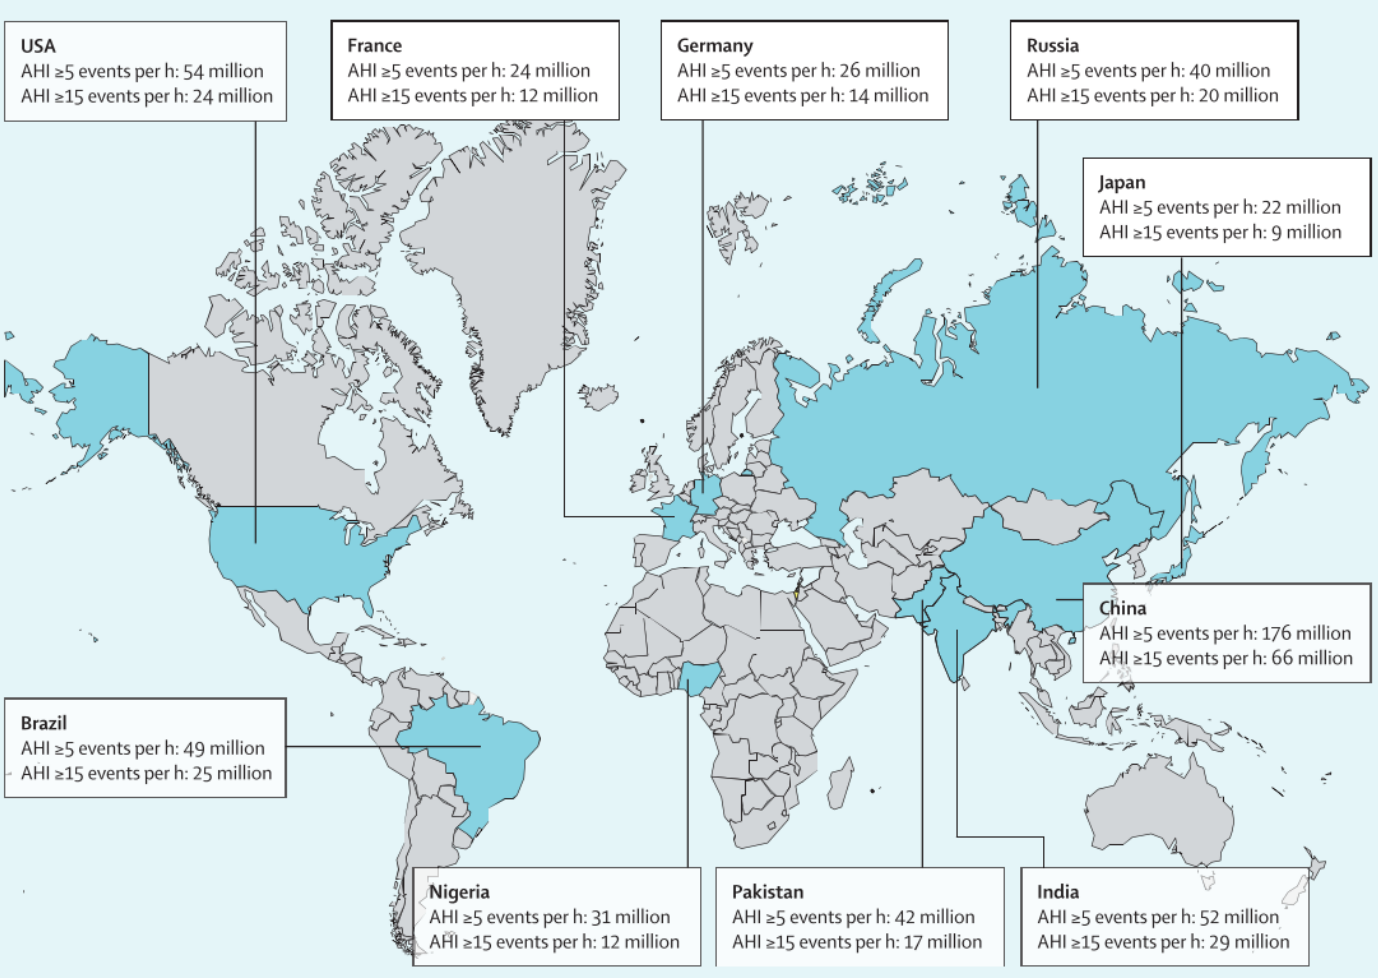 USA
AHI ≥5 events per h: 54 million
AHI ≥15 events per h: 24 million
France
AHI ≥5 events per h: 24 million
AHI ≥15 events per h: 12 million
Germany
AHI ≥5 events per h: 26 million
AHI ≥15 events per h: 14 million
Russia
AHI ≥5 events per h: 40 million
AHI ≥15 events per h: 20 million
Japan
AHI ≥5 events per h: 22 million
AHI ≥15 events per h: 9 million
China
AHI ≥5 events per h: 176 million
AHI ≥15 events per h: 66 million
Brazil
AHI ≥5 events per h: 49 million
AHI ≥15 events per h: 25 million
Nigeria
AHI ≥5 events per h: 31 million
AHI ≥15 events per h: 12 million
Pakistan
AHI ≥5 events per h: 42 million
AHI ≥15 events per h: 17 million
India
AHI ≥5 events per h: 52 million
AHI ≥15 events per h: 29 million